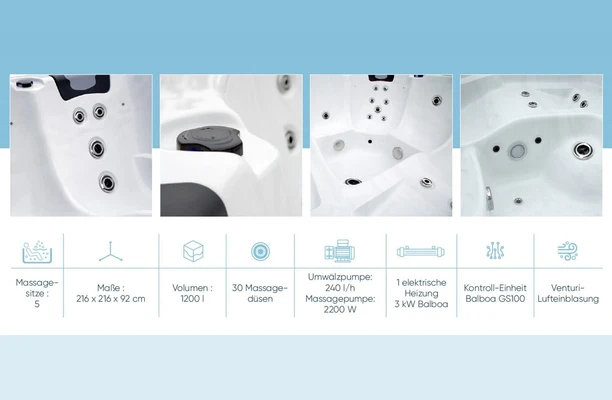 Massage-
sitze :
5
Maße :
216 x 216 x 92 cm
Volumen :
1200 l
30 Massage-
düsen
Umwälzpumpe:
240 l/h
Massagepumpe:
2200 W
1 elektrische
Heizung
3 kW Balboa
Kontroll-Einheit
Balboa GS100
Venturi-
Lufteinblasung